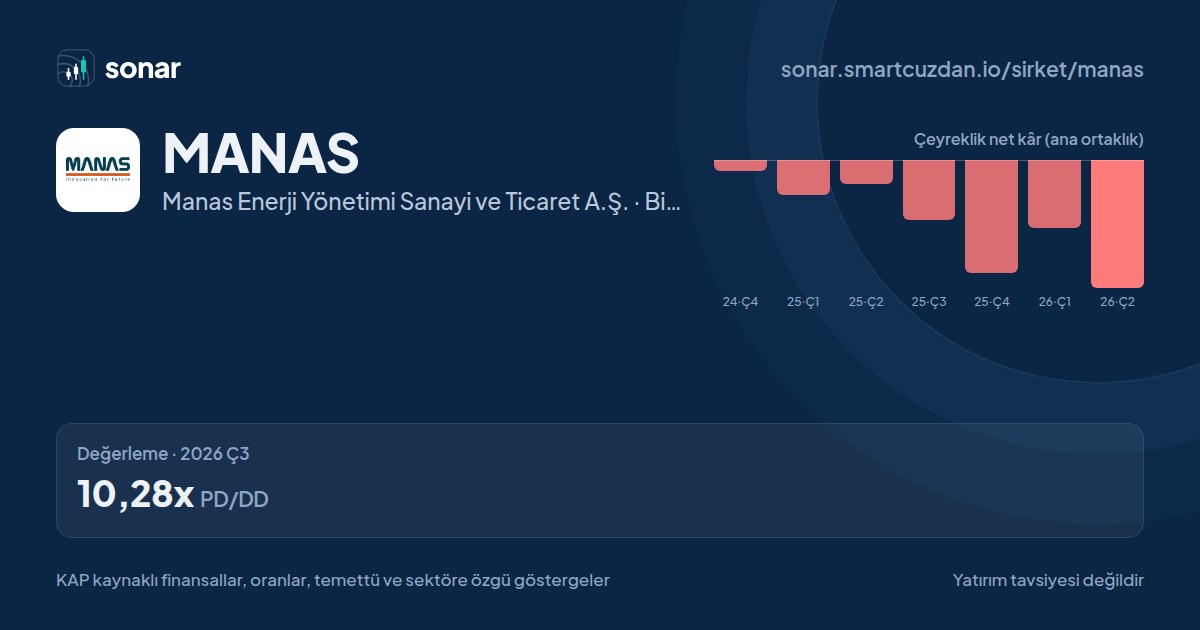 sonar
sonar.smartcuzdan.io/sirket/manas
MANAS
Innovation For Future
MANAS
Manas Enerji Yönetimi Sanayi ve Ticaret A.Ş. · Bi...
Çeyreklik net kâr (ana ortaklık)
24·Ç4 25·Ç1 25·Ç2 25·Ç3 25·Ç4 26·Ç1 26·Ç2
Değerleme · 2026 Ç3
10,28x PD/DD
KAP kaynaklı finansallar, oranlar, temettü ve sektöre özgü göstergeler
Yatırım tavsiyesi değildir